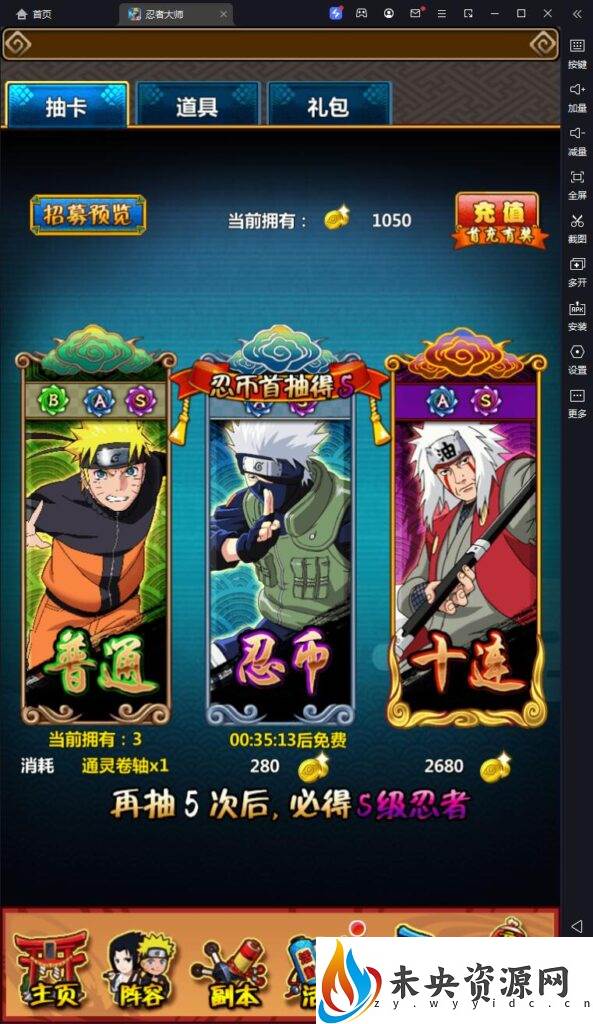 首页
忍者大师
按键
加量
减量
全屏
截图
多开
APK
安装
设置
更多
抽卡
道具
礼包
招募预览
当前拥有：
1050
充值
首充有奖
B A S
忍币首抽得S
A S
A S
油
普通
忍币
十连
当前拥有：3
00:35:13后免费
消耗
通灵卷轴x1
280
2680
再抽 5 次后，必得S级忍者
主页
阵容
副本
未央资源网
zy.wyyidc.cn